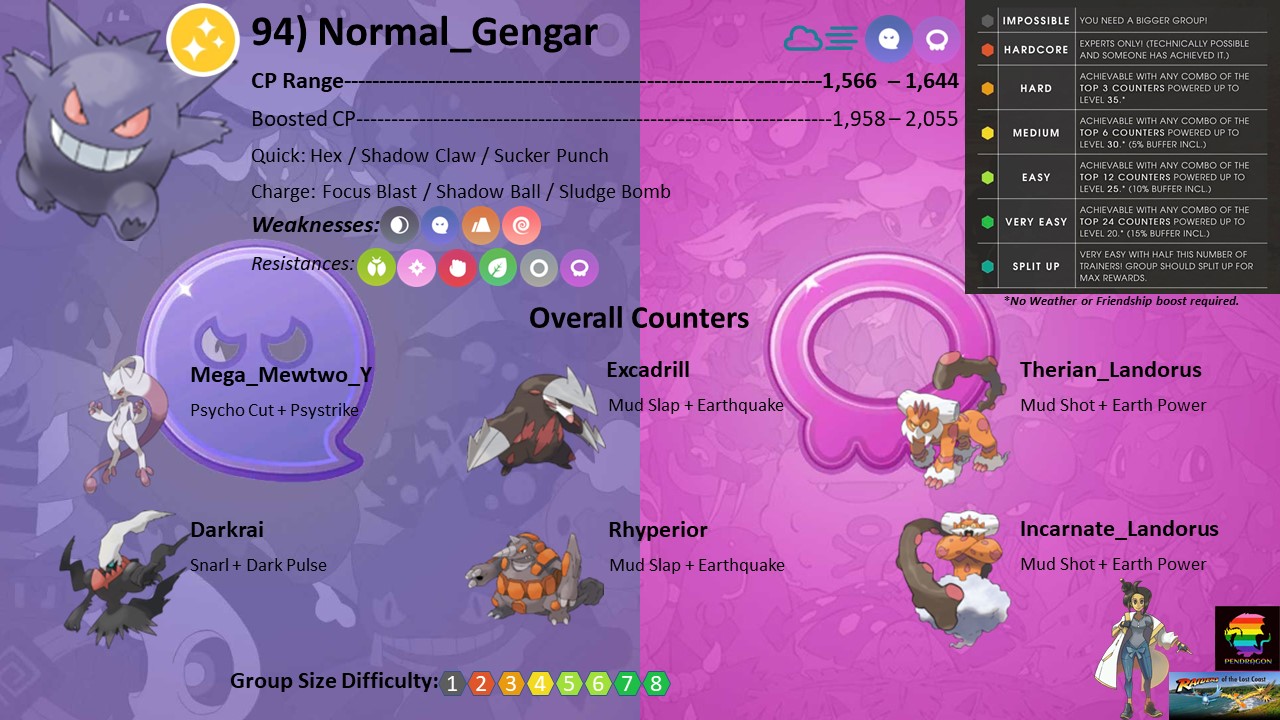 94) Normal_Gengar
CP Range--------------------------------------------------------------------1,566 – 1,644
Boosted CP--------------------------------------------------------------------1,958 – 2,055
Quick: Hex / Shadow Claw / Sucker Punch
Charge: Focus Blast / Shadow Ball / Sludge Bomb
Weaknesses:
Resistances:
IMPOSSIBLE YOU NEED A BIGGER GROUP!
HARDCORE EXPERTS ONLY! (TECHNICALLY POSSIBLE
AND SOMEONE HAS ACHIEVED IT.)
HARD ACHIEVABLE WITH ANY COMBO OF THE
TOP 3 COUNTERS POWERED UP TO
LEVEL 35.*
MEDIUM ACHIEVABLE WITH ANY COMBO OF THE
TOP 6 COUNTERS POWERED UP TO
LEVEL 30.* (5% BUFFER INCL.)
EASY ACHIEVABLE WITH ANY COMBO OF THE
TOP 12 COUNTERS POWERED UP TO
LEVEL 25.* (10% BUFFER INCL.)
VERY EASY ACHIEVABLE WITH ANY COMBO OF THE
TOP 24 COUNTERS POWERED UP TO
LEVEL 20.* (15% BUFFER INCL.)
SPLIT UP VERY EASY WITH HALF THIS NUMBER OF
TRAINERS! GROUP SHOULD SPLIT UP FOR
MAX REWARDS.
*No Weather or Friendship boost required.
Overall Counters
Mega_Mewtwo_Y
Psycho Cut + Psystrike
Excadrill
Mud Slap + Earthquake
Therian_Landorus
Mud Shot + Earth Power
Darkrai
Snarl + Dark Pulse
Rhyperior
Mud Slap + Earthquake
Incarnate_Landorus
Mud Shot + Earth Power
Group Size Difficulty: 1 2 3 4 5 6 7 8
PENDRAGON
RAIDERS of the Lost Coast